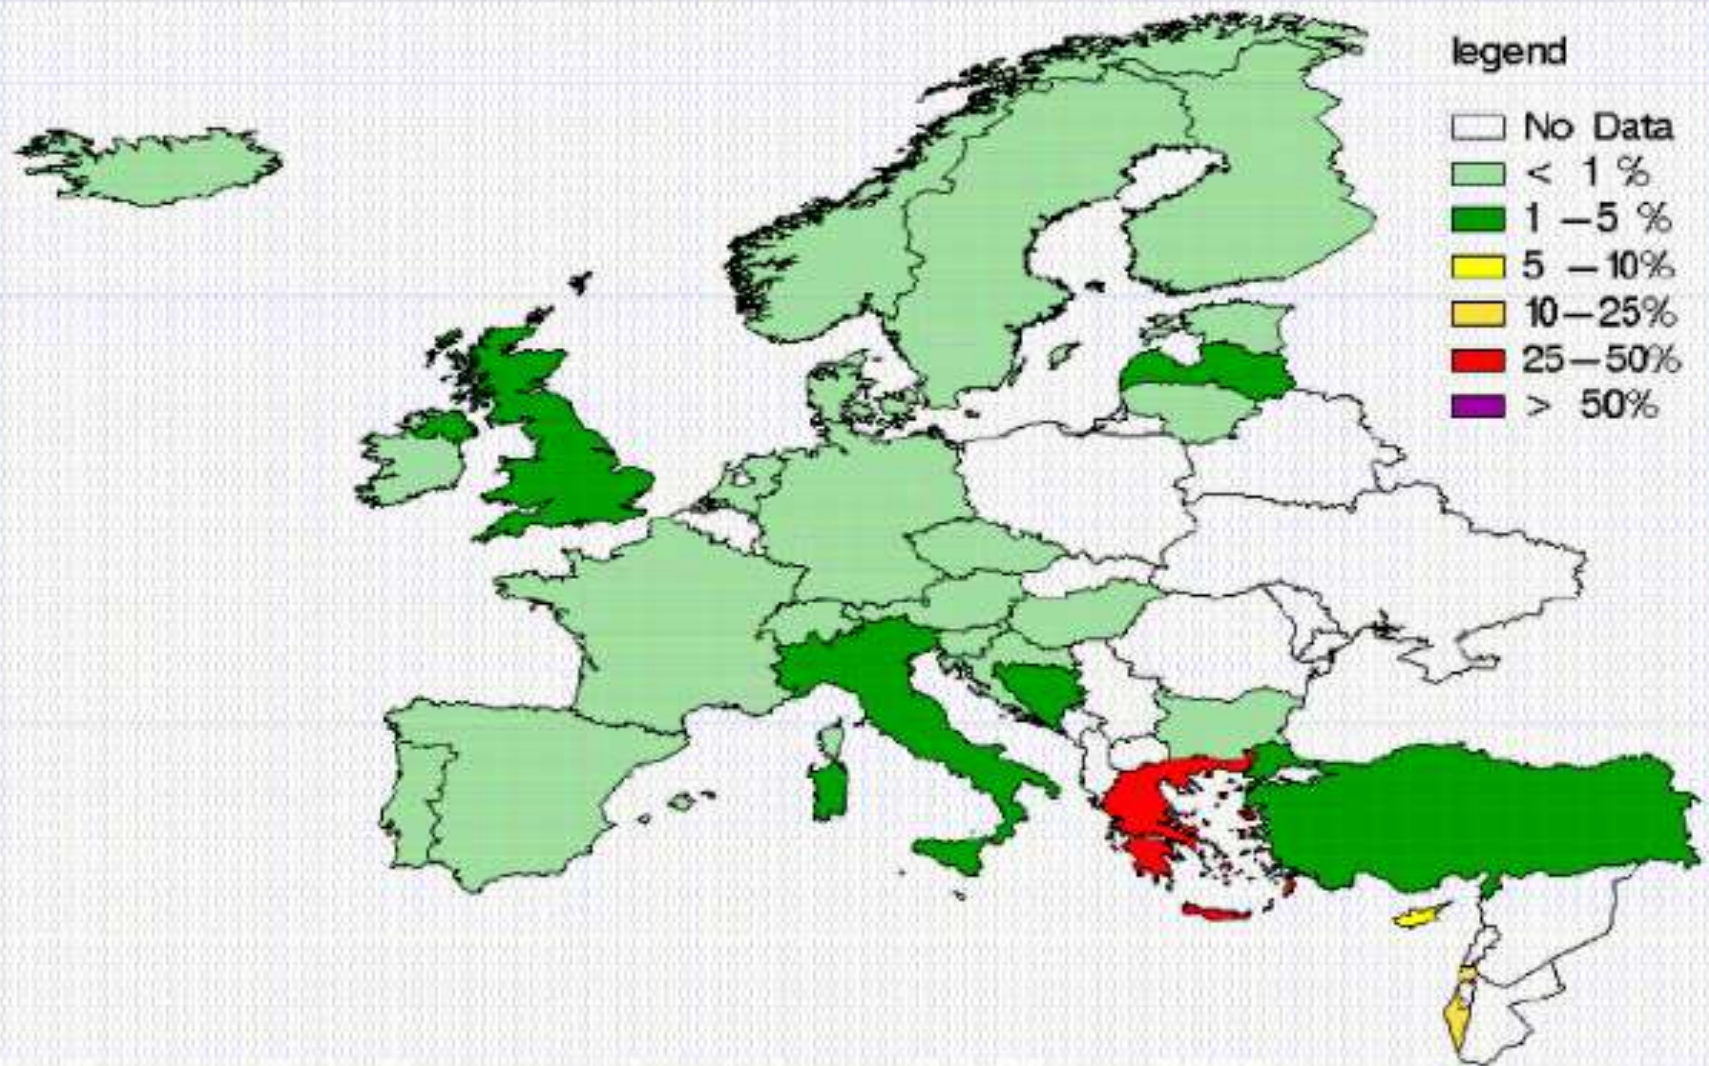 legend
No Data
< 1 %
1 –5 %
5 –10%
10–25%
25–50%
> 50%